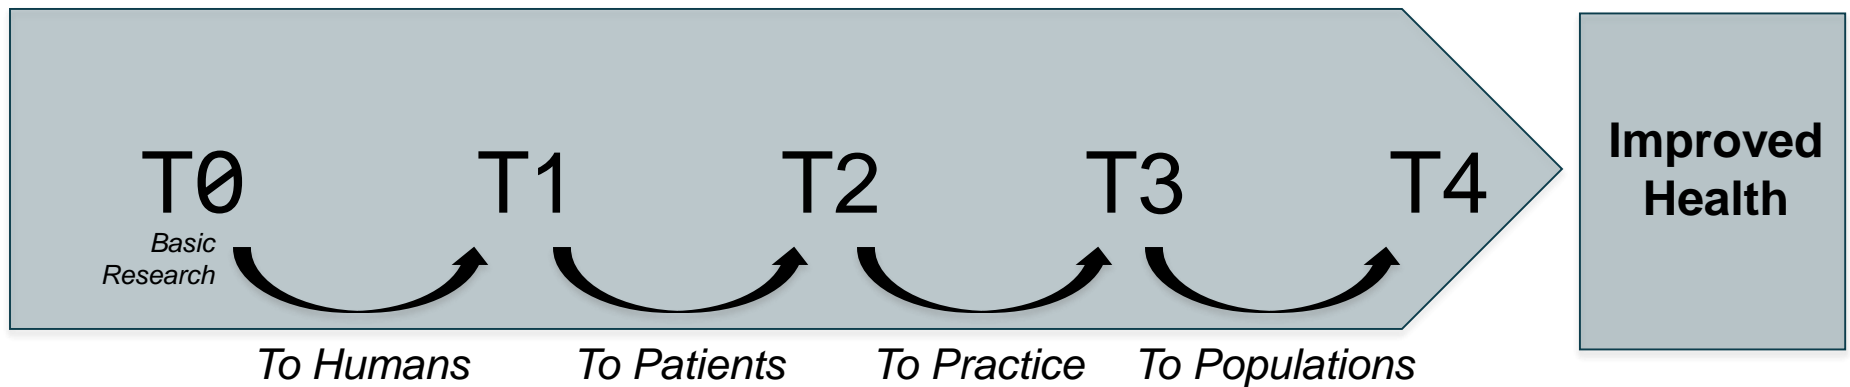 T0 T1 T2 T3 T4
Basic
Research
Improved
Health
To Humans To Patients To Practice To Populations